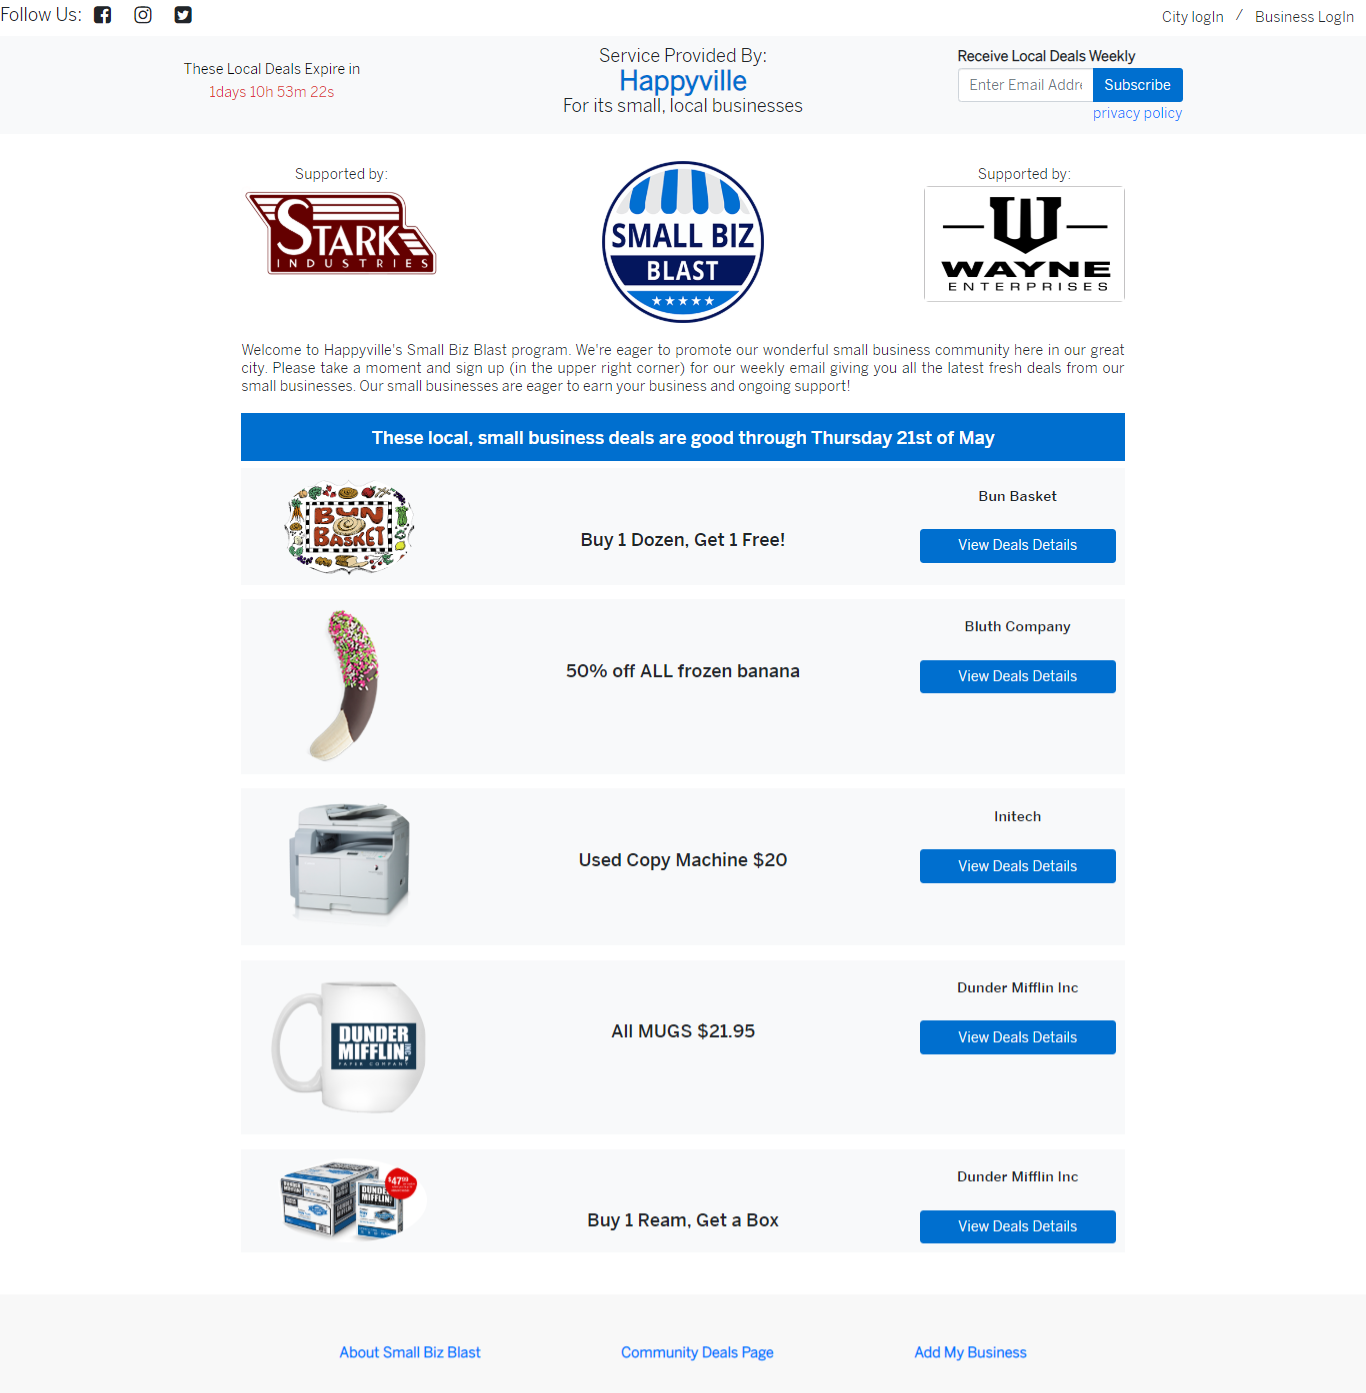 Follow Us:
City logIn / Business LogIn
These Local Deals Expire in
1days 10h 53m 22s
Service Provided By:
Happyville
For its small, local businesses
Receive Local Deals Weekly
Enter Email Addre
Subscribe
privacy policy
Supported by:
STARK
INDUSTRIES
SMALL BIZ
BLAST
Supported by:
W
WAYNE
ENTERPRISES
Welcome to Happyville's Small Biz Blast program. We're eager to promote our wonderful small business community here in our great
city. Please take a moment and sign up (in the upper right corner) for our weekly email giving you all the latest fresh deals from our
small businesses. Our small businesses are eager to earn your business and ongoing support!
These local, small business deals are good through Thursday 21st of May
BUN
BASKET
Buy 1 Dozen, Get 1 Free!
Bun Basket
View Deals Details
50% off ALL frozen banana
Bluth Company
View Deals Details
Used Copy Machine $20
Initech
View Deals Details
DUNDER
MIFFLIN INC,
PAPER COMPANY
All MUGS $21.95
Dunder Mifflin Inc
View Deals Details
DUNDER
MIFFLIN
$47
Buy 1 Ream, Get a Box
Dunder Mifflin Inc
View Deals Details
About Small Biz Blast
Community Deals Page
Add My Business